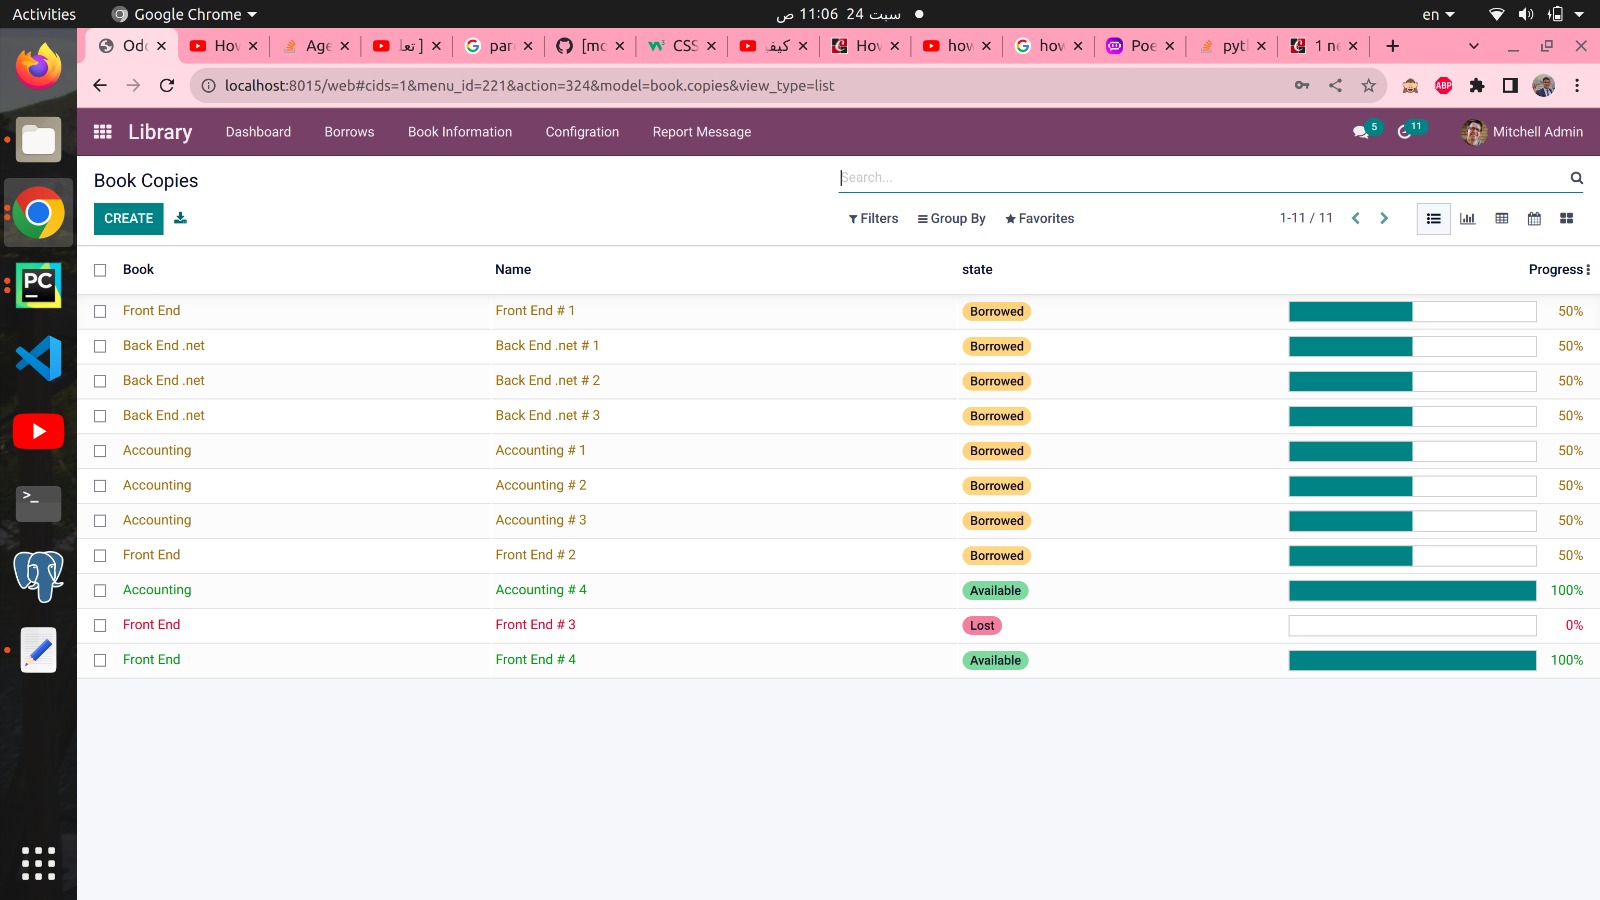 Activities Google Chrome سبت 24 11:06 ص en
Odo Hov Age [ تعل G par [mc CSS كيف Hov how how Poe pyt 1 ne
localhost:8015/web#cids=1&menu_id=221&action=324&model=book.copies&view_type=list ABP
Library Dashboard Borrows Book Information Configration Report Message 5 11 Mitchell Admin
Book Copies Search...
CREATE Filters Group By Favorites 1-11 / 11
Book Name state Progress
Front End Front End # 1 Borrowed 50%
Back End .net Back End .net # 1 Borrowed 50%
Back End .net Back End .net # 2 Borrowed 50%
Back End .net Back End .net # 3 Borrowed 50%
Accounting Accounting # 1 Borrowed 50%
Accounting Accounting # 2 Borrowed 50%
Accounting Accounting # 3 Borrowed 50%
Front End Front End # 2 Borrowed 50%
Accounting Accounting # 4 Available 100%
Front End Front End # 3 Lost 0%
Front End Front End # 4 Available 100%
PC
>_